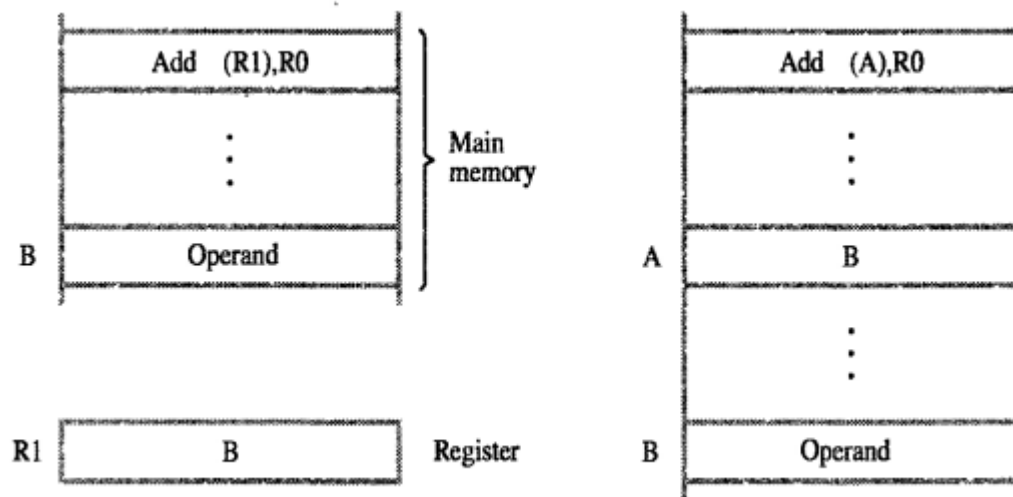 Add (R1),R0
Main
memory
B
Operand
R1
B
Register
Add (A),R0
A
B
B
Operand